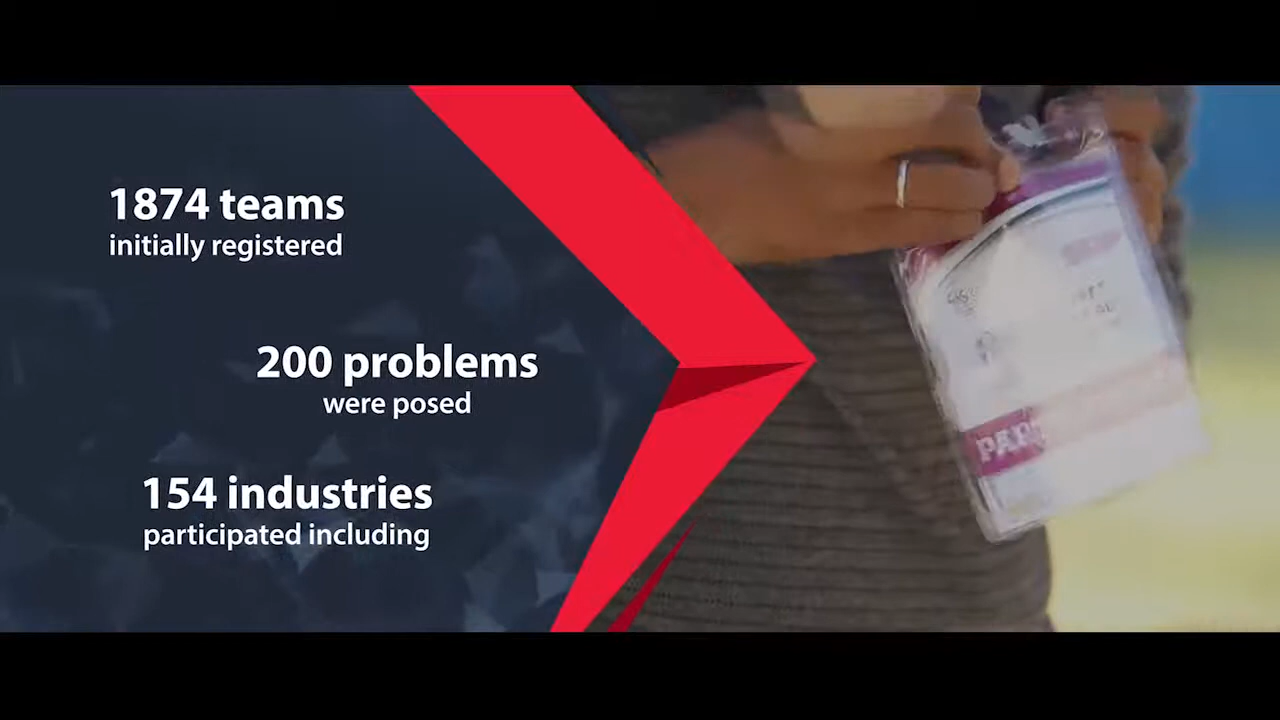 1874 teams
initially registered
200 problems
were posed
154 industries
participated including